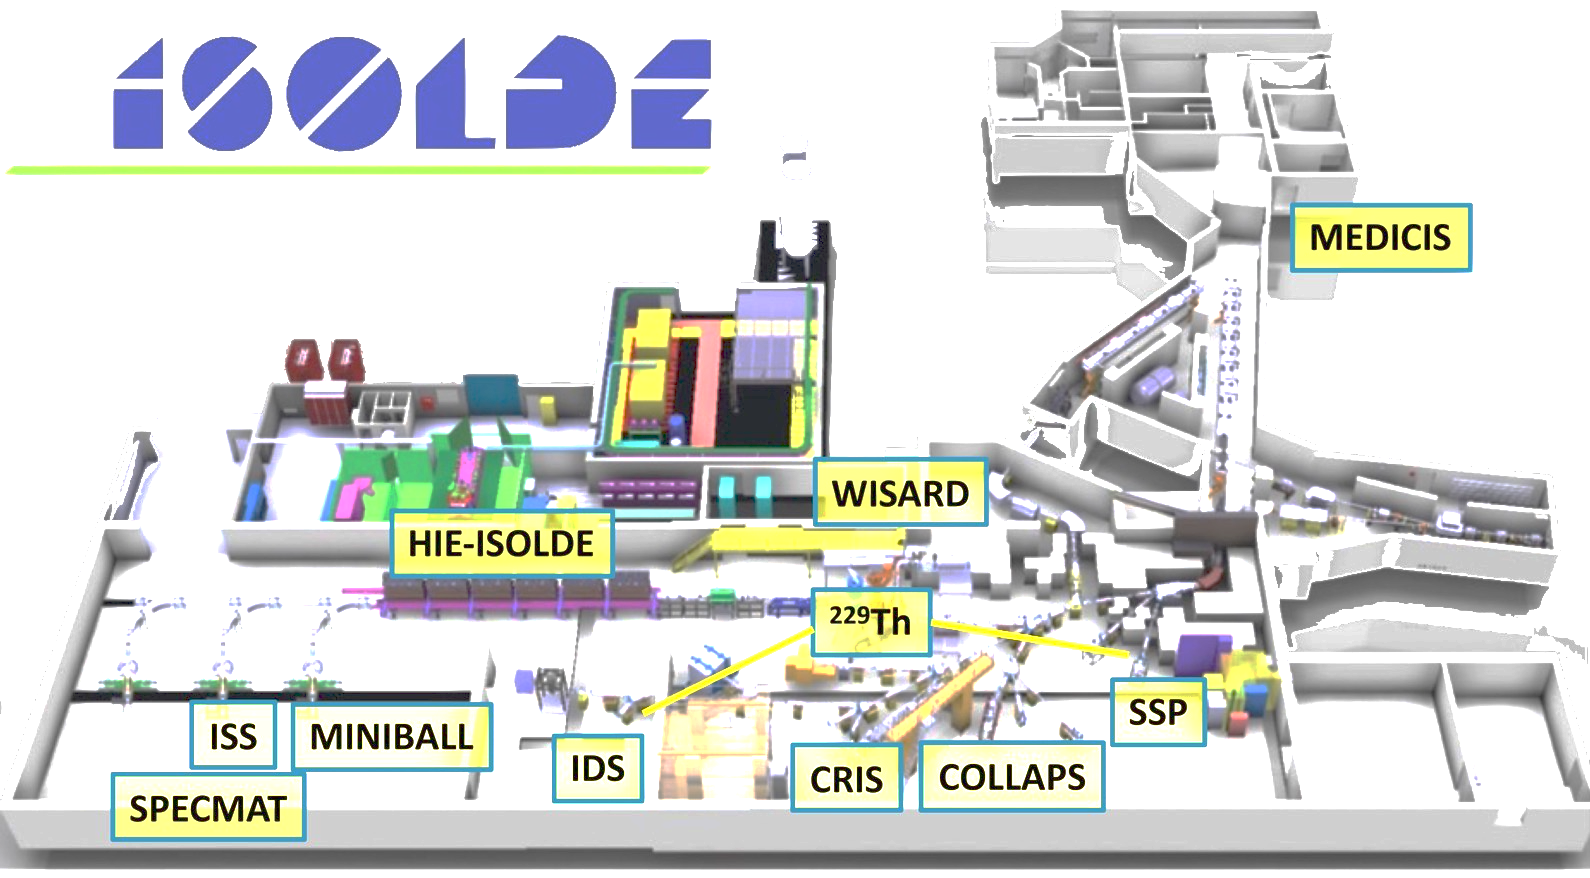 ISOLDE
MEDICIS
WISARD
HIE-ISOLDE
²²⁹Th
SSP
ISS
MINIBALL
IDS
CRIS
COLLAPS
SPECMAT